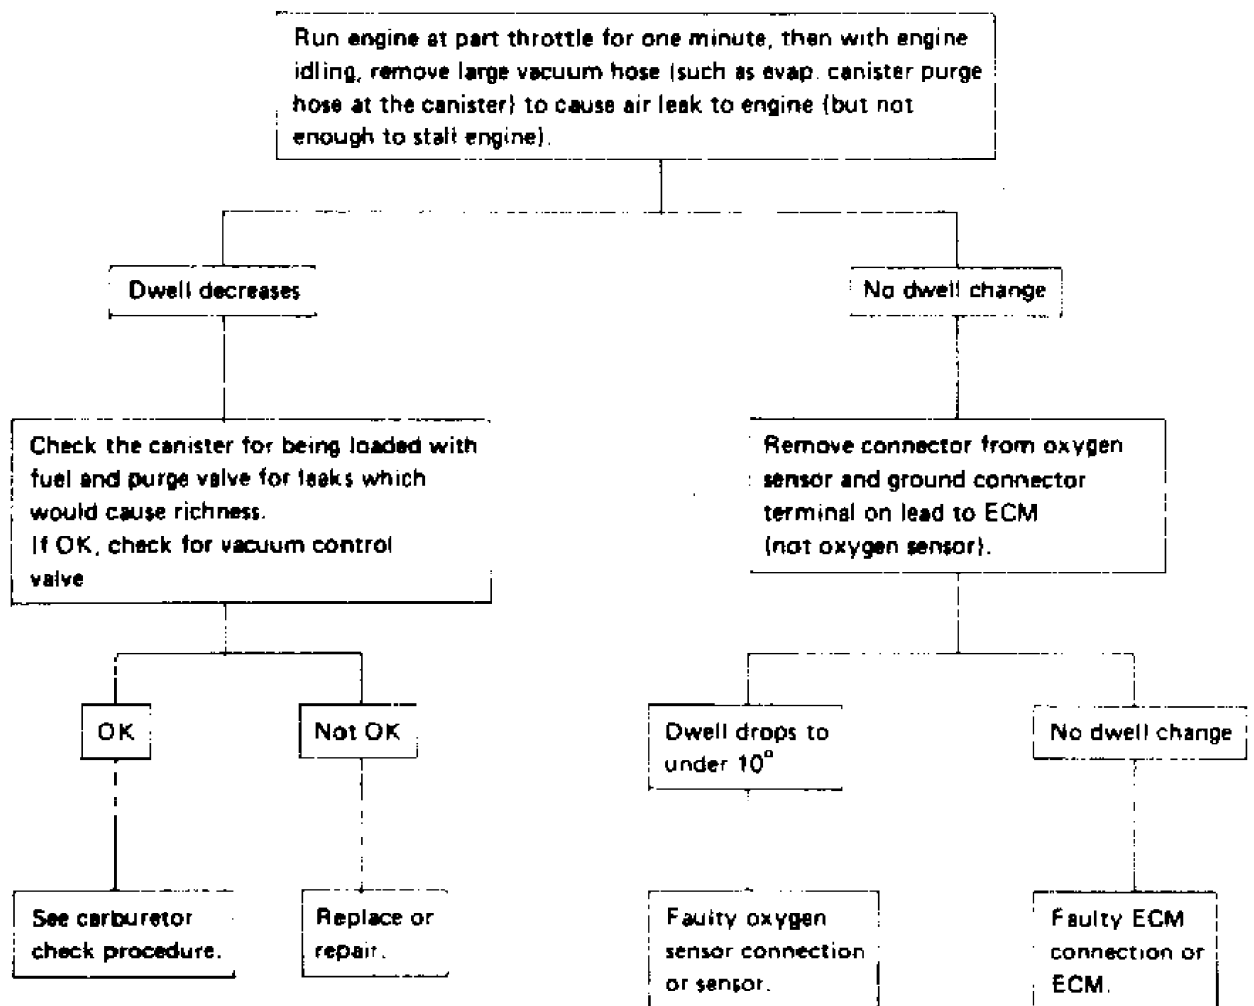 Run engine at part throttle for one minute, then with engine
idling, remove large vacuum hose (such as evap. canister purge
hose at the canister) to cause air leak to engine (but not
enough to stall engine).
Dwell decreases
No dwell change
Check the canister for being loaded with
fuel and purge valve for leaks which
would cause richness.
If OK, check for vacuum control
valve
Remove connector from oxygen
sensor and ground connector
terminal on lead to ECM
(not oxygen sensor).
OK
Not OK
Dwell drops to
under 10°
No dwell change
See carburetor
check procedure.
Replace or
repair.
Faulty oxygen
sensor connection
or sensor.
Faulty ECM
connection or
ECM.